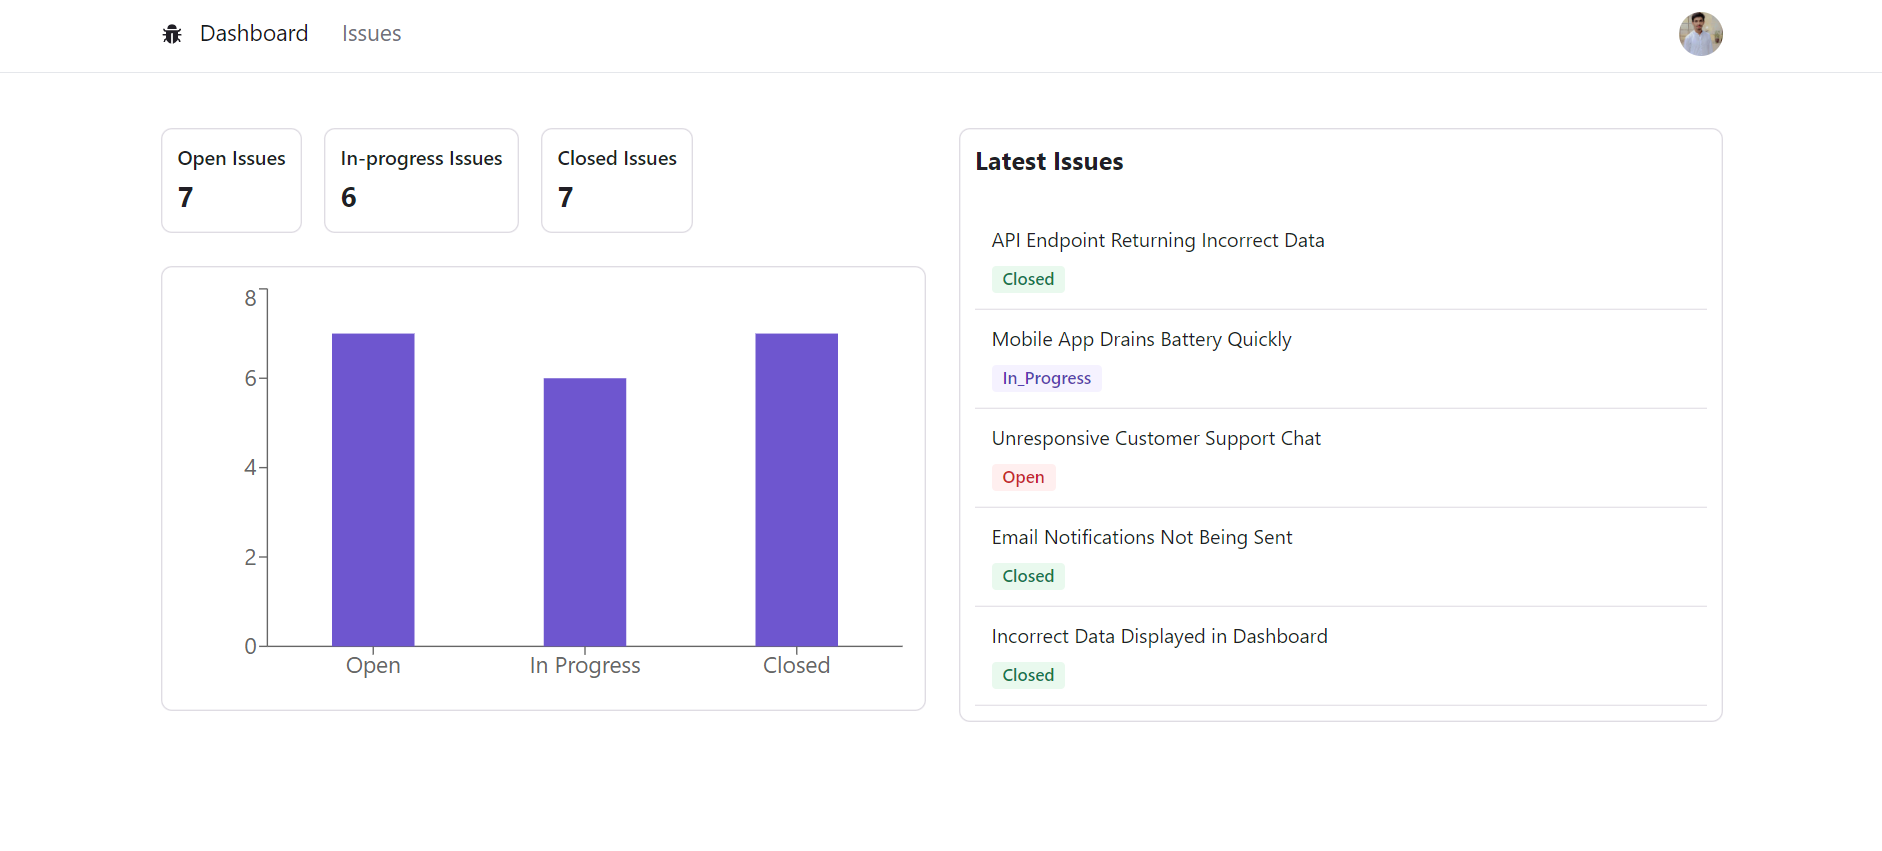 Dashboard Issues
Open Issues
7
In-progress Issues
6
Closed Issues
7
8
6
4
2
0
Open In Progress Closed
Latest Issues
API Endpoint Returning Incorrect Data
Closed
Mobile App Drains Battery Quickly
In_Progress
Unresponsive Customer Support Chat
Open
Email Notifications Not Being Sent
Closed
Incorrect Data Displayed in Dashboard
Closed